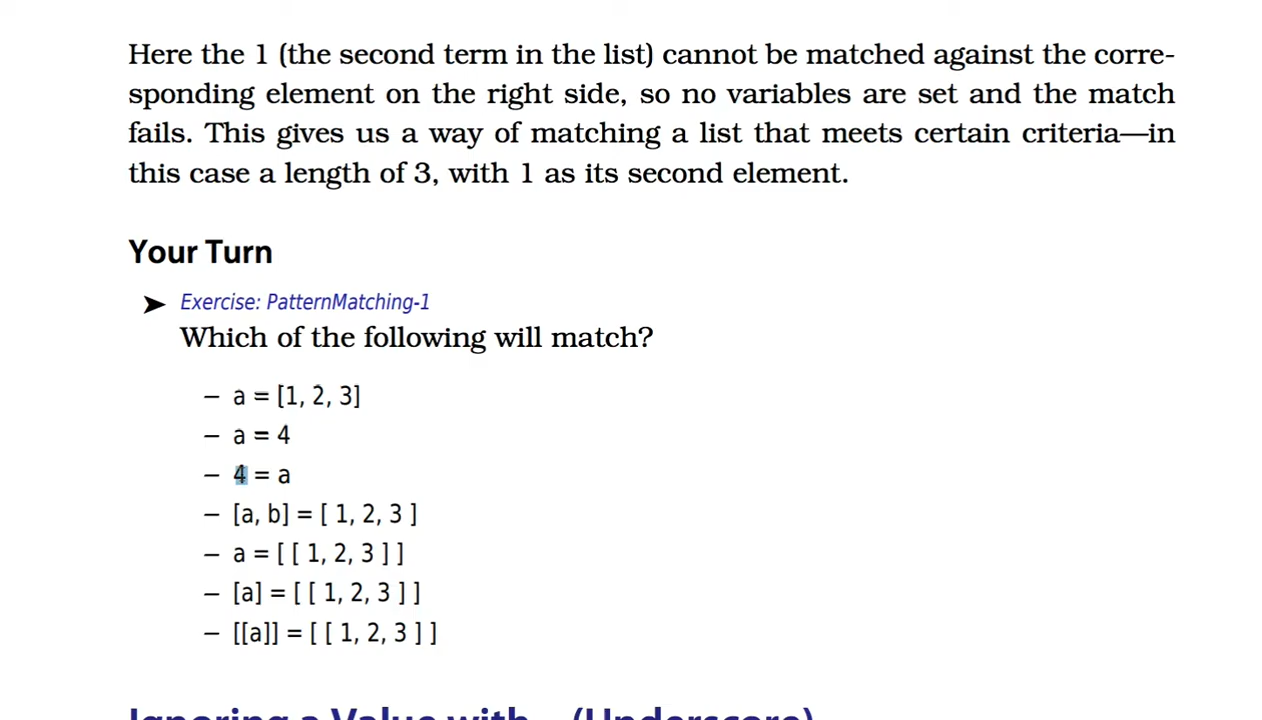 Here the 1 (the second term in the list) cannot be matched against the corre-
sponding element on the right side, so no variables are set and the match
fails. This gives us a way of matching a list that meets certain criteria—in
this case a length of 3, with 1 as its second element.
Your Turn
➤ Exercise: PatternMatching-1
Which of the following will match?
– a = [1, 2, 3]
– a = 4
– 4 = a
– [a, b] = [ 1, 2, 3 ]
– a = [ [ 1, 2, 3 ] ]
– [a] = [ [ 1, 2, 3 ] ]
– [[a]] = [ [ 1, 2, 3 ] ]
Ignoring a Value with _ (Underscore)